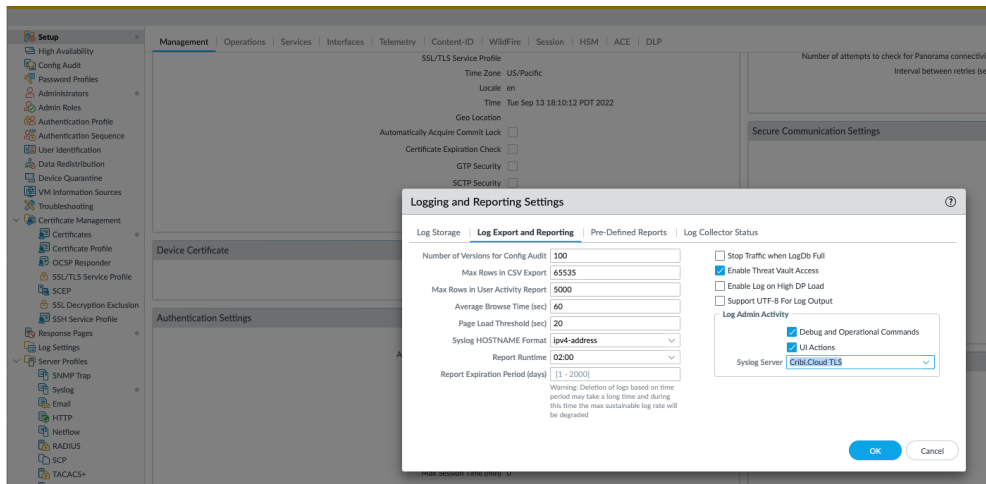 Setup
High Availability
Config Audit
Password Profiles
Administrators
Admin Roles
Authentication Profile
Authentication Sequence
User Identification
Data Redistribution
Device Quarantine
VM Information Sources
Troubleshooting
Certificate Management
Certificates
Certificate Profile
OCSP Responder
SSL/TLS Service Profile
SCEP
SSL Decryption Exclusion
SSH Service Profile
Response Pages
Log Settings
Server Profiles
SNMP Trap
Syslog
Email
HTTP
Netflow
RADIUS
SCP
TACACS+
Management Operations Services Interfaces Telemetry Content-ID WildFire Session HSM ACE DLP
SSL/TLS Service Profile
Time Zone US/Pacific
Locale en
Time Tue Sep 13 18:10:12 PDT 2022
Geo Location
Automatically Acquire Commit Lock
Certificate Expiration Check
GTP Security
SCTP Security
Device Certificate
Authentication Settings
A
Max Session Time (min) 0
Number of attempts to check for Panorama connectivi
Interval between retries (se
Secure Communication Settings
Logging and Reporting Settings
Log Storage Log Export and Reporting Pre-Defined Reports Log Collector Status
Number of Versions for Config Audit 100
Max Rows in CSV Export 65535
Max Rows in User Activity Report 5000
Average Browse Time (sec) 60
Page Load Threshold (sec) 20
Syslog HOSTNAME Format ipv4-address
Report Runtime 02:00
Report Expiration Period (days) [1 - 2000]
Warning: Deletion of logs based on time
period may take a long time and during
this time the max sustainable log rate will
be degraded
Stop Traffic when LogDb Full
Enable Threat Vault Access
Enable Log on High DP Load
Support UTF-8 For Log Output
Log Admin Activity
Debug and Operational Commands
UI Actions
Syslog Server Cribl.Cloud TLS
OK Cancel